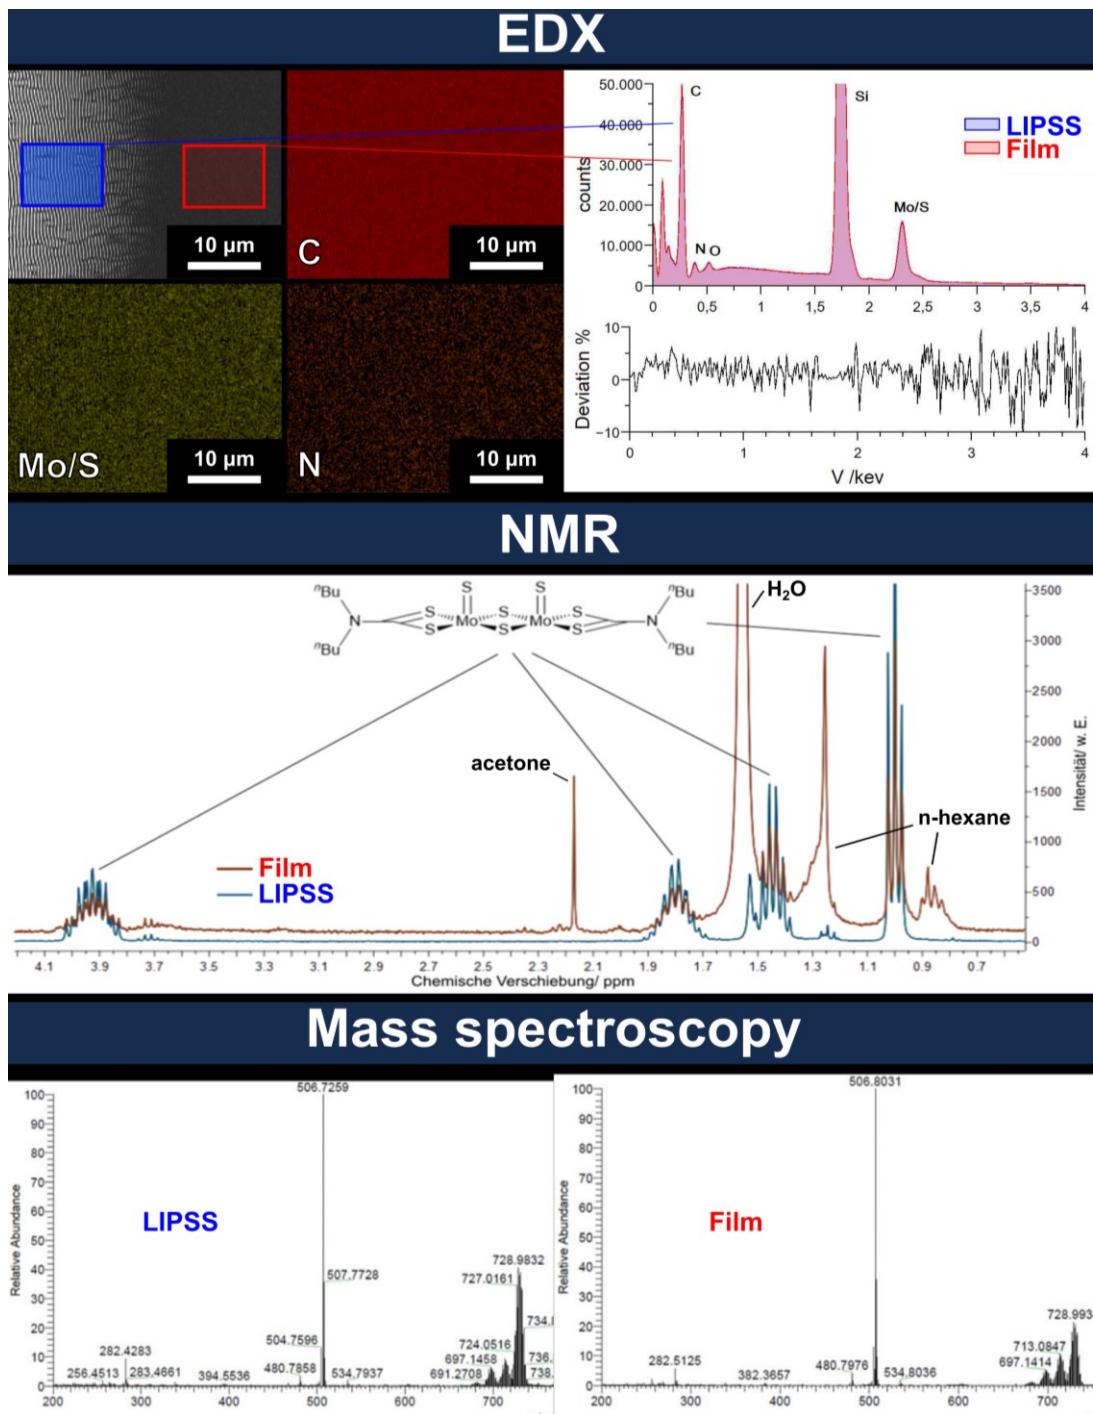 EDX
10 µm
C
10 µm
Mo/S
10 µm
N
10 µm
50.000
40.000
30.000
20.000
10.000
0
counts
C
N O
Si
Mo/S
LIPSS
Film
0 0,5 1 1,5 2 2,5 3 3,5 4
10
0
−10
Deviation %
0 1 2 3 4
V /kev
NMR
nBu
nBu
N
S
S
S
Mo
S
S
S
Mo
S
S
N
nBu
nBu
H2O
acetone
n-hexane
Film
LIPSS
3500
3000
2500
2000
1500
1000
500
0
Intensität/ w. E.
4.1 3.9 3.7 3.5 3.3 3.1 2.9 2.7 2.5 2.3 2.1 1.9 1.7 1.5 1.3 1.1 0.9 0.7
Chemische Verschiebung/ ppm
Mass spectroscopy
506.7259
100
90
80
70
60
50
40
30
20
10
0
Relative Abundance
LIPSS
507.7728
728.9832
727.0161
504.7596
724.0516
282.4283
697.1458
256.4513
283.4661
394.5536
480.7858
534.7937
691.2708
734.
736.
738.
200 300 400 500 600 700
506.8031
100
90
80
70
60
50
40
30
20
10
0
Relative Abundance
Film
728.993
713.0847
697.1414
282.5125
382.3657
480.7976
534.8036
200 300 400 500 600 700